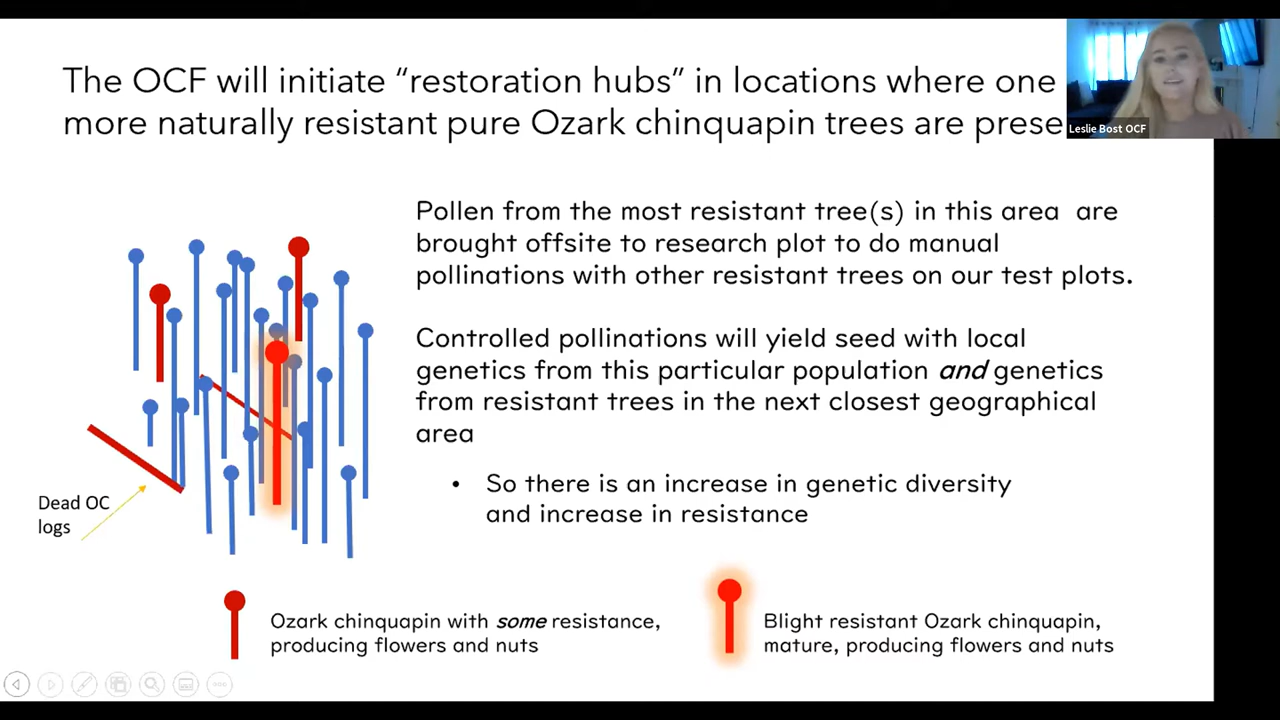 The OCF will initiate “restoration hubs” in locations where one
more naturally resistant pure Ozark chinquapin trees are prese
Leslie Bost OCF
Pollen from the most resistant tree(s) in this area are
brought offsite to research plot to do manual
pollinations with other resistant trees on our test plots.
Controlled pollinations will yield seed with local
genetics from this particular population and genetics
from resistant trees in the next closest geographical
area
• So there is an increase in genetic diversity
and increase in resistance
Dead OC
logs
Ozark chinquapin with some resistance,
producing flowers and nuts
Blight resistant Ozark chinquapin,
mature, producing flowers and nuts